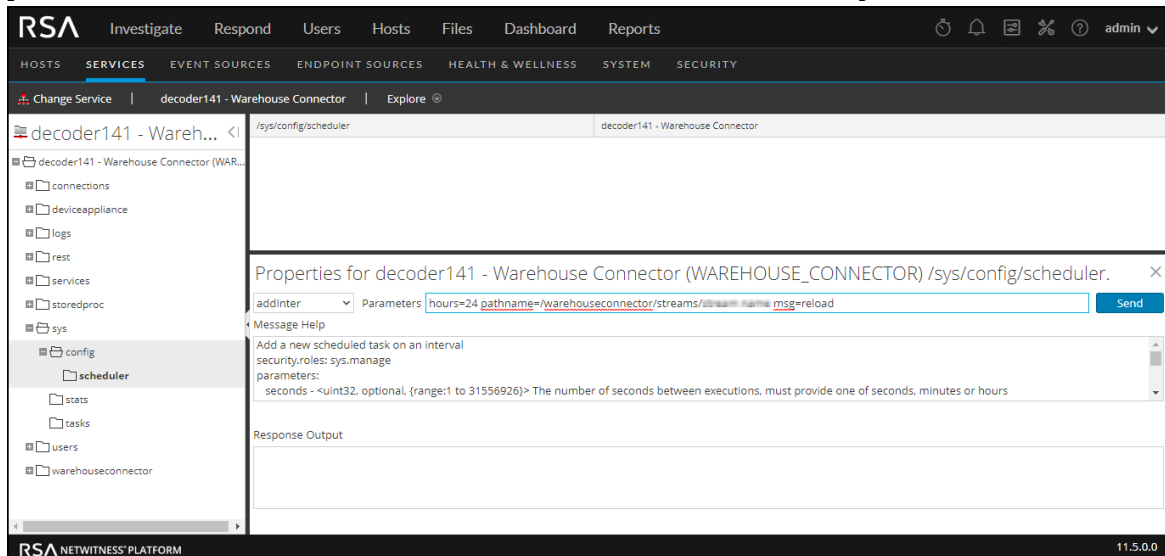 RSA Investigate Respond Users Hosts Files Dashboard Reports admin
HOSTS SERVICES EVENT SOURCES ENDPOINT SOURCES HEALTH & WELLNESS SYSTEM SECURITY
Change Service | decoder141 - Warehouse Connector | Explore
decoder141 - Wareh...
/sys/config/scheduler decoder141 - Warehouse Connector
decoder141 - Warehouse Connector (WAR...
connections
deviceappliance
logs
rest
services
storedproc
sys
config
scheduler
stats
tasks
users
warehouseconnector
Properties for decoder141 - Warehouse Connector (WAREHOUSE_CONNECTOR) /sys/config/scheduler.
addInter Parameters hours=24 pathname=/warehouseconnector/streams/ msg=reload Send
Message Help
Add a new scheduled task on an interval
security.roles: sys.manage
parameters:
seconds - <uint32, optional, {range:1 to 31556926}> The number of seconds between executions, must provide one of seconds, minutes or hours
Response Output
RSA NETWITNESS® PLATFORM 11.5.0.0